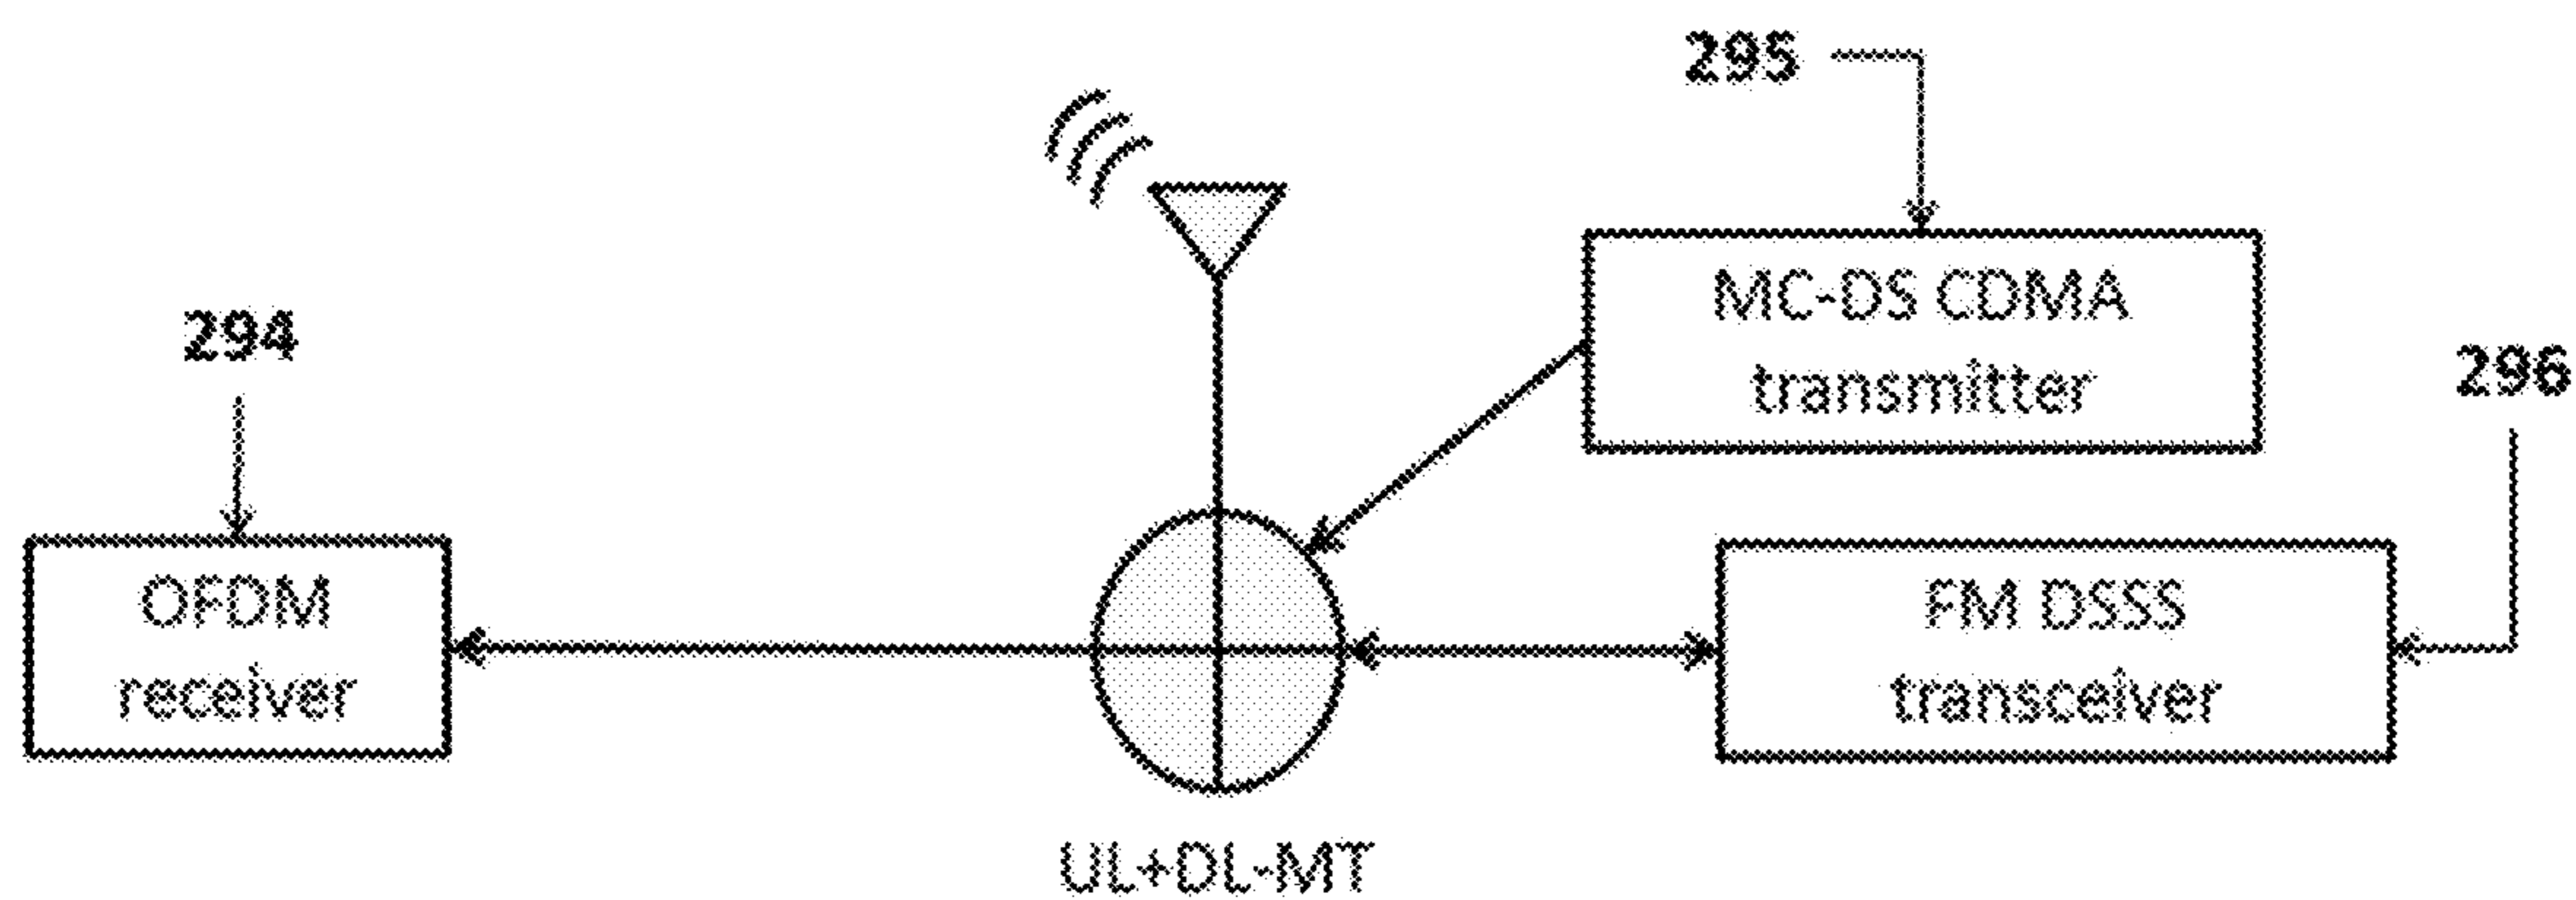 295
MC-DS CDMA
transmitter
294
296
OFDM
receiver
FM DSSS
transceiver
UL+DL-MT